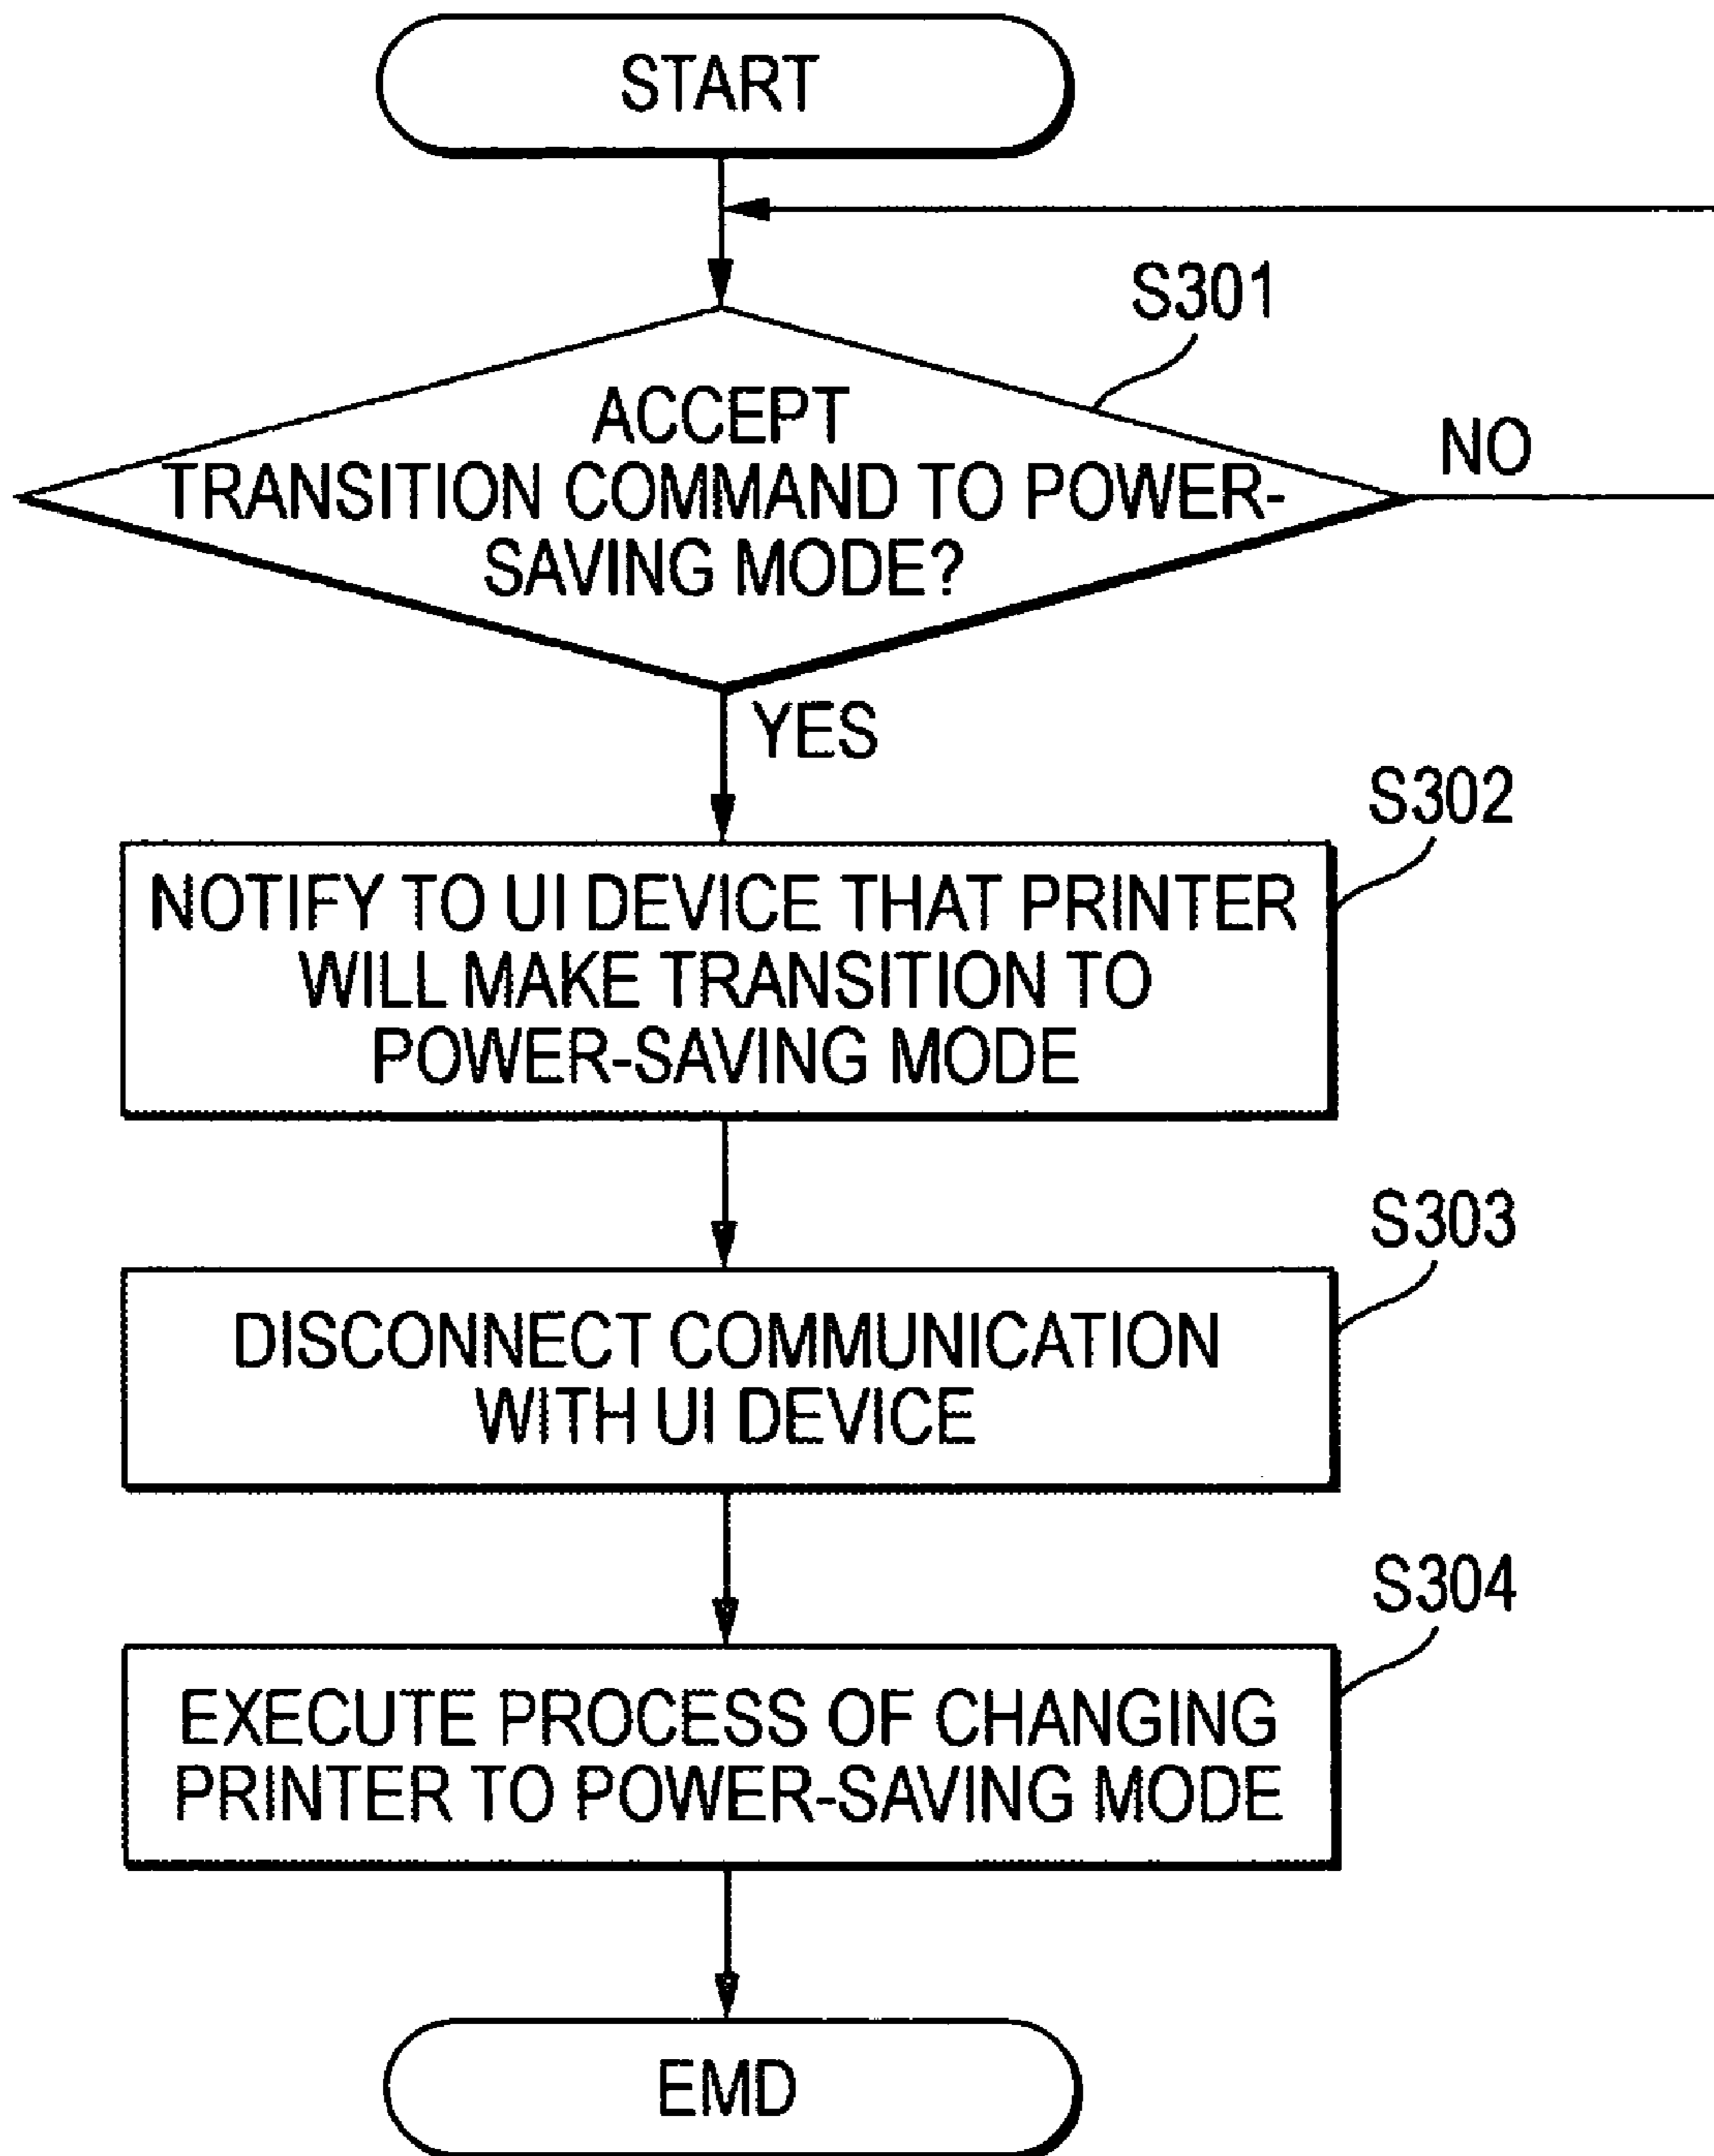 START
S301
ACCEPT
TRANSITION COMMAND TO POWER-
SAVING MODE?
NO
YES
S302
NOTIFY TO UI DEVICE THAT PRINTER
WILL MAKE TRANSITION TO
POWER-SAVING MODE
S303
DISCONNECT COMMUNICATION
WITH UI DEVICE
S304
EXECUTE PROCESS OF CHANGING
PRINTER TO POWER-SAVING MODE
EMD